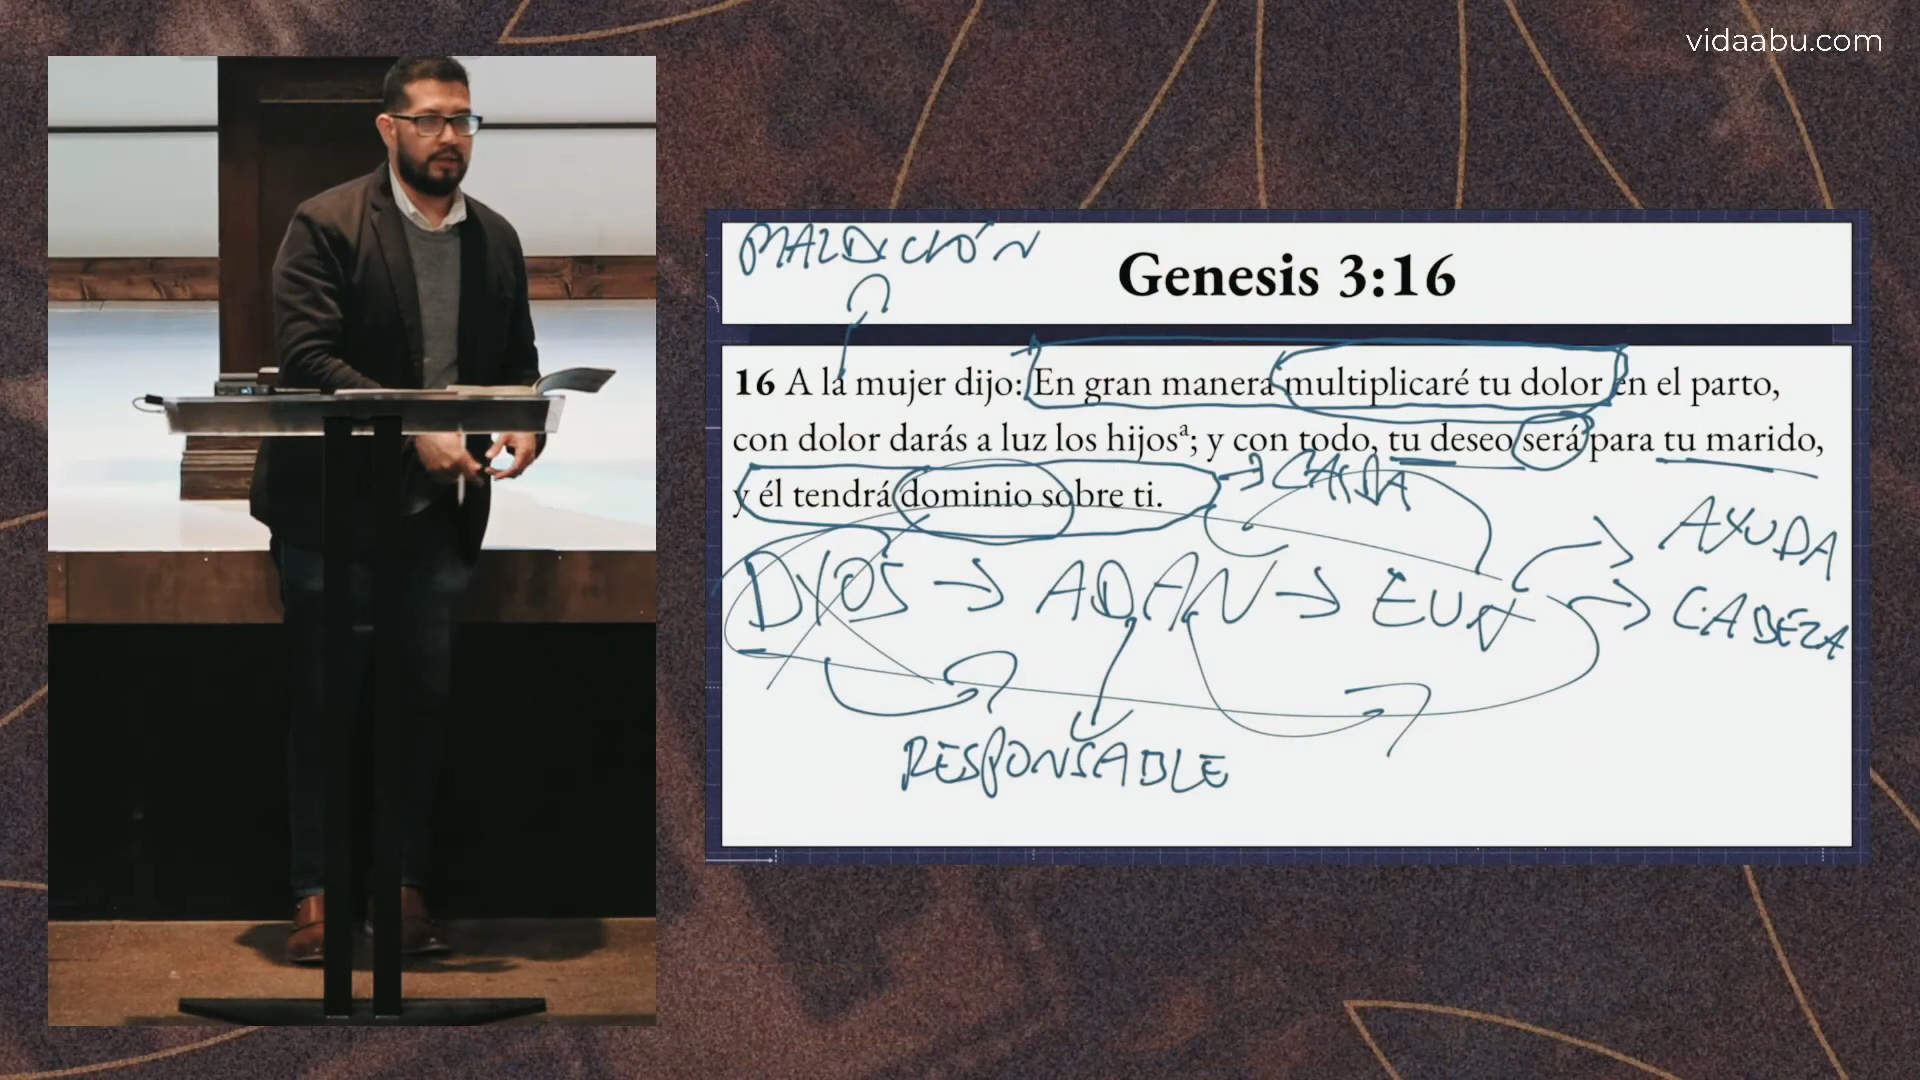 vidaabu.com
MALDICIÓN
Genesis 3:16
16 A la mujer dijo: En gran manera multiplicaré tu dolor en el parto,
con dolor darás a luz los hijosª; y con todo, tu deseo será para tu marido,
y él tendrá dominio sobre ti.
→ CAIDA
AYUDA
DIOS → ADAN → EVA
CABEZA
RESPONSABLE